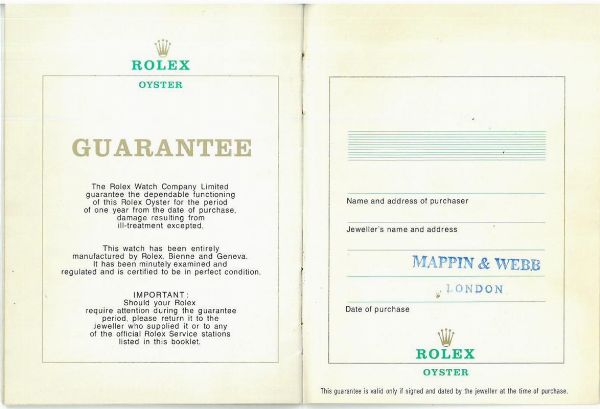 ROLEX
OYSTER
GUARANTEE
The Rolex Watch Company Limited
guarantee the dependable functioning
of this Rolex Oyster for the period
of one year from the date of purchase,
damage resulting from
ill-treatment excepted.
This watch has been entirely
manufactured by Rolex, Bienne and Geneva.
It has been minutely examined and
regulated and is certified to be in perfect condition.
IMPORTANT:
Should your Rolex
require attention during the guarantee
period, please return it to the
jeweller who supplied it or to any
of the official Rolex Service stations
listed in this booklet.
Name and address of purchaser
Jeweller's name and address
MAPPIN & WEBB
LONDON
Date of purchase
ROLEX
OYSTER
This guarantee is valid only if signed and dated by the jeweller at the time of purchase.